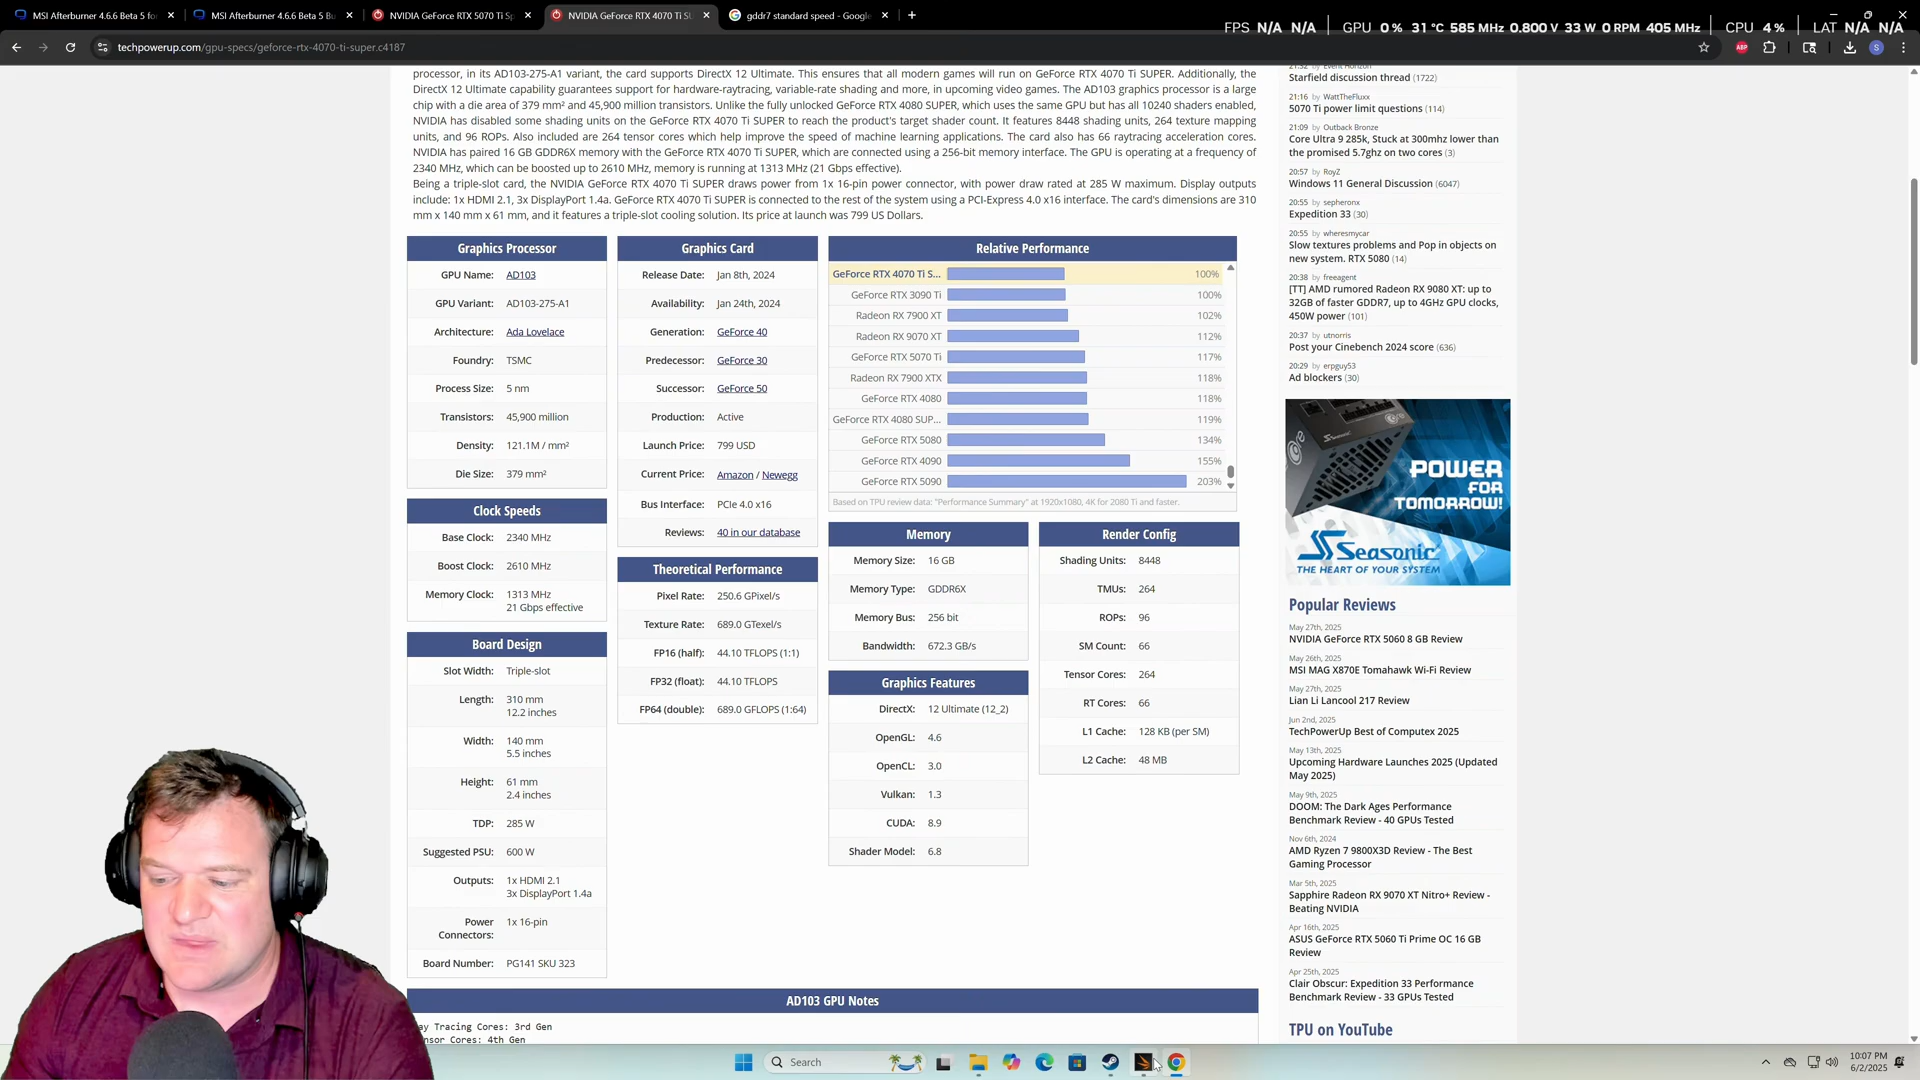 MSI Afterburner 4.6.6 Beta 5 fo
MSI Afterburner 4.6.6 Beta 5 Bu
NVIDIA GeForce RTX 5070 Ti Sp
NVIDIA GeForce RTX 4070 Ti SU
gddr7 standard speed - Google
FPS N/A N/A GPU 0 % 31 °C 585 MHz 0.800 V 33 W 0 RPM 405 MHz CPU 4 % LAT N/A N/A
techpowerup.com/gpu-specs/geforce-rtx-4070-ti-super.c4187
ABP
S
processor, in its AD103-275-A1 variant, the card supports DirectX 12 Ultimate. This ensures that all modern games will run on GeForce RTX 4070 Ti SUPER. Additionally, the
DirectX 12 Ultimate capability guarantees support for hardware-raytracing, variable-rate shading and more, in upcoming video games. The AD103 graphics processor is a large
chip with a die area of 379 mm² and 45,900 million transistors. Unlike the fully unlocked GeForce RTX 4080 SUPER, which uses the same GPU but has all 10240 shaders enabled,
NVIDIA has disabled some shading units on the GeForce RTX 4070 Ti SUPER to reach the product's target shader count. It features 8448 shading units, 264 texture mapping
units, and 96 ROPs. Also included are 264 tensor cores which help improve the speed of machine learning applications. The card also has 66 raytracing acceleration cores.
NVIDIA has paired 16 GB GDDR6X memory with the GeForce RTX 4070 Ti SUPER, which are connected using a 256-bit memory interface. The GPU is operating at a frequency of
2340 MHz, which can be boosted up to 2610 MHz, memory is running at 1313 MHz (21 Gbps effective).
Being a triple-slot card, the NVIDIA GeForce RTX 4070 Ti SUPER draws power from 1x 16-pin power connector, with power draw rated at 285 W maximum. Display outputs
include: 1x HDMI 2.1, 3x DisplayPort 1.4a. GeForce RTX 4070 Ti SUPER is connected to the rest of the system using a PCI-Express 4.0 x16 interface. The card's dimensions are 310
mm x 140 mm x 61 mm, and it features a triple-slot cooling solution. Its price at launch was 799 US Dollars.
Graphics Processor
GPU Name: AD103
GPU Variant: AD103-275-A1
Architecture: Ada Lovelace
Foundry: TSMC
Process Size: 5 nm
Transistors: 45,900 million
Density: 121.1M / mm²
Die Size: 379 mm²
Clock Speeds
Base Clock: 2340 MHz
Boost Clock: 2610 MHz
Memory Clock: 1313 MHz
21 Gbps effective
Board Design
Slot Width: Triple-slot
Length: 310 mm
12.2 inches
Width: 140 mm
5.5 inches
Height: 61 mm
2.4 inches
TDP: 285 W
Suggested PSU: 600 W
Outputs: 1x HDMI 2.1
3x DisplayPort 1.4a
Power Connectors: 1x 16-pin
Board Number: PG141 SKU 323
Graphics Card
Release Date: Jan 8th, 2024
Availability: Jan 24th, 2024
Generation: GeForce 40
Predecessor: GeForce 30
Successor: GeForce 50
Production: Active
Launch Price: 799 USD
Current Price: Amazon / Newegg
Bus Interface: PCIe 4.0 x16
Reviews: 40 in our database
Theoretical Performance
Pixel Rate: 250.6 GPixel/s
Texture Rate: 689.0 GTexel/s
FP16 (half): 44.10 TFLOPS (1:1)
FP32 (float): 44.10 TFLOPS
FP64 (double): 689.0 GFLOPS (1:64)
Relative Performance
GeForce RTX 4070 Ti S... 100%
GeForce RTX 3090 Ti 100%
Radeon RX 7900 XT 102%
Radeon RX 9070 XT 112%
GeForce RTX 5070 Ti 117%
Radeon RX 7900 XTX 118%
GeForce RTX 4080 118%
GeForce RTX 4080 SUP... 119%
GeForce RTX 5080 134%
GeForce RTX 4090 155%
GeForce RTX 5090 203%
Based on TPU review data: "Performance Summary" at 1920x1080, 4K for 2080 Ti and faster.
Memory
Memory Size: 16 GB
Memory Type: GDDR6X
Memory Bus: 256 bit
Bandwidth: 672.3 GB/s
Graphics Features
DirectX: 12 Ultimate (12_2)
OpenGL: 4.6
OpenCL: 3.0
Vulkan: 1.3
CUDA: 8.9
Shader Model: 6.8
Render Config
Shading Units: 8448
TMUs: 264
ROPs: 96
SM Count: 66
Tensor Cores: 264
RT Cores: 66
L1 Cache: 128 KB (per SM)
L2 Cache: 48 MB
AD103 GPU Notes
ay Tracing Cores: 3rd Gen
nsor Cores: 4th Gen
21:32 by Event Horizon
Starfield discussion thread (1722)
21:16 by WattTheFluxx
5070 Ti power limit questions (114)
21:09 by Outback Bronze
Core Ultra 9 285k, Stuck at 300mhz lower than
the promised 5.7ghz on two cores (3)
20:57 by RoyZ
Windows 11 General Discussion (6047)
20:55 by sepheronx
Expedition 33 (30)
20:55 by wheresmycar
Slow textures problems and Pop in objects on
new system. RTX 5080 (14)
20:38 by freeagent
[TT] AMD rumored Radeon RX 9080 XT: up to
32GB of faster GDDR7, up to 4GHz GPU clocks,
450W power (101)
20:37 by utnorris
Post your Cinebench 2024 score (636)
20:29 by erpguy53
Ad blockers (30)
POWER
FOR
TOMORROW!
Seasonic
THE HEART OF YOUR SYSTEM
Popular Reviews
May 27th, 2025
NVIDIA GeForce RTX 5060 8 GB Review
May 26th, 2025
MSI MAG X870E Tomahawk Wi-Fi Review
May 27th, 2025
Lian Li Lancool 217 Review
Jun 2nd, 2025
TechPowerUp Best of Computex 2025
May 13th, 2025
Upcoming Hardware Launches 2025 (Updated
May 2025)
May 9th, 2025
DOOM: The Dark Ages Performance
Benchmark Review - 40 GPUs Tested
Nov 6th, 2024
AMD Ryzen 7 9800X3D Review - The Best
Gaming Processor
Mar 5th, 2025
Sapphire Radeon RX 9070 XT Nitro+ Review -
Beating NVIDIA
Apr 16th, 2025
ASUS GeForce RTX 5060 Ti Prime OC 16 GB
Review
Apr 25th, 2025
Clair Obscur: Expedition 33 Performance
Benchmark Review - 33 GPUs Tested
TPU on YouTube
Search
10:07 PM
6/2/2025